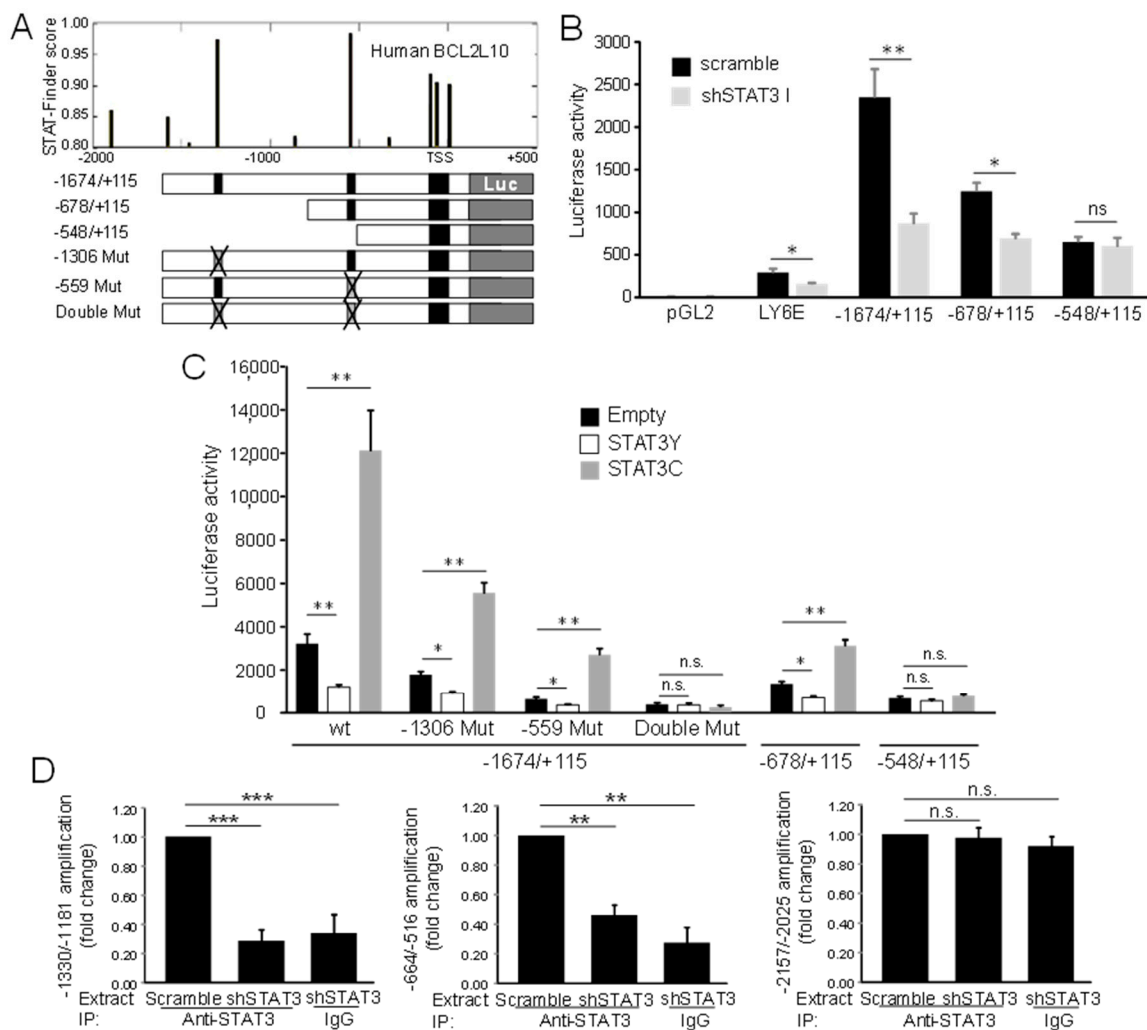 A
STAT-Finder score
1.00
0.95
0.90
0.85
0.80
Human BCL2L10
-2000
-1000
TSS
+500
-1674/+115
Luc
-678/+115
-548/+115
-1306 Mut
-559 Mut
Double Mut
B
Luciferase activity
3000
2500
2000
1500
1000
500
0
scramble
shSTAT3 I
*
**
*
ns
pGL2
LY6E
-1674/+115
-678/+115
-548/+115
C
Luciferase activity
16,000
14,000
12,000
10,000
8000
6000
4000
2000
0
Empty
STAT3Y
STAT3C
**
**
**
*
**
*
n.s.
n.s.
**
*
n.s.
n.s.
wt
-1306 Mut
-559 Mut
Double Mut
-1674/+115
-678/+115
-548/+115
D
-1330/-1181 amplification
(fold change)
1.20
1.00
0.80
0.60
0.40
0.20
0.00
***
***
Extract Scramble shSTAT3 shSTAT3
IP: Anti-STAT3 IgG
-664/-516 amplification
(fold change)
1.20
1.00
0.80
0.60
0.40
0.20
0.00
**
**
Extract Scramble shSTAT3 shSTAT3
IP: Anti-STAT3 IgG
-2157/-2025 amplification
(fold change)
1.20
1.00
0.80
0.60
0.40
0.20
0.00
n.s.
n.s.
Extract Scramble shSTAT3 shSTAT3
IP: Anti-STAT3 IgG